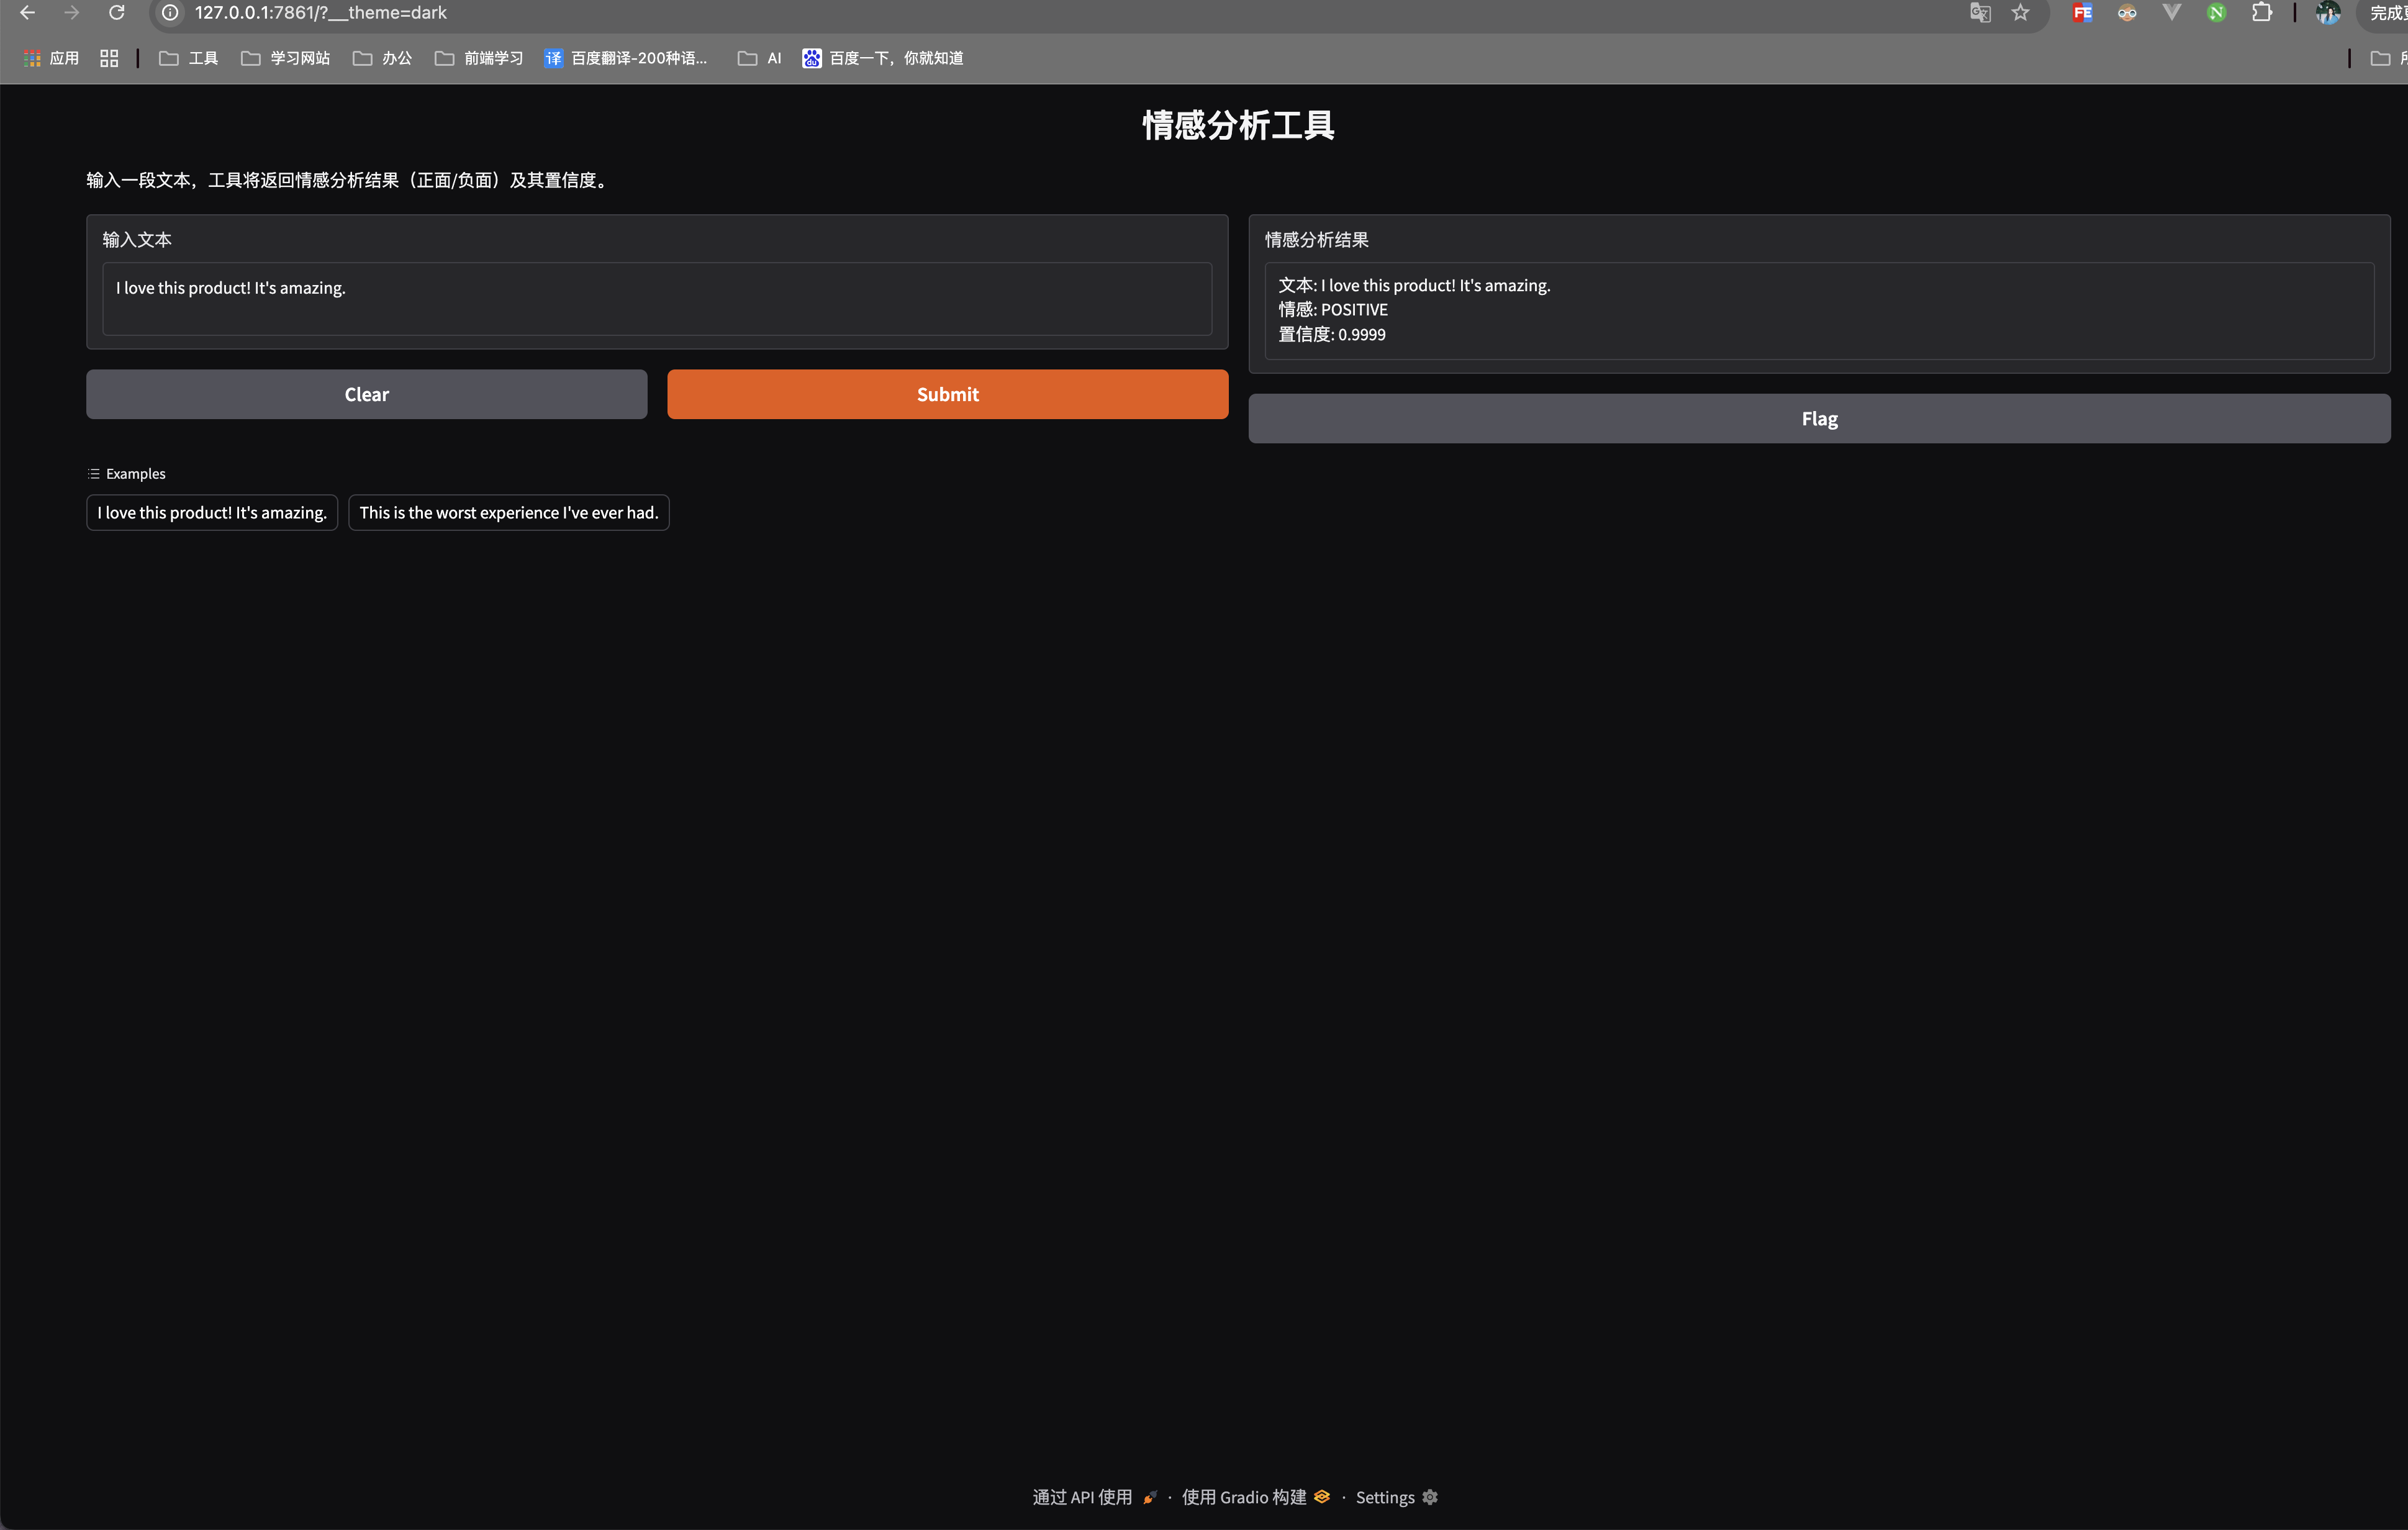 127.0.0.1:7861/?__theme=dark
应用 工具 学习网站 办公 前端学习 译 百度翻译-200种语... AI 百度一下，你就知道
情感分析工具
输入一段文本，工具将返回情感分析结果（正面/负面）及其置信度。
输入文本
I love this product! It's amazing.
情感分析结果
文本: I love this product! It's amazing.
情感: POSITIVE
置信度: 0.9999
Clear
Submit
Flag
Examples
I love this product! It's amazing.
This is the worst experience I've ever had.
通过 API 使用 · 使用 Gradio 构建 · Settings